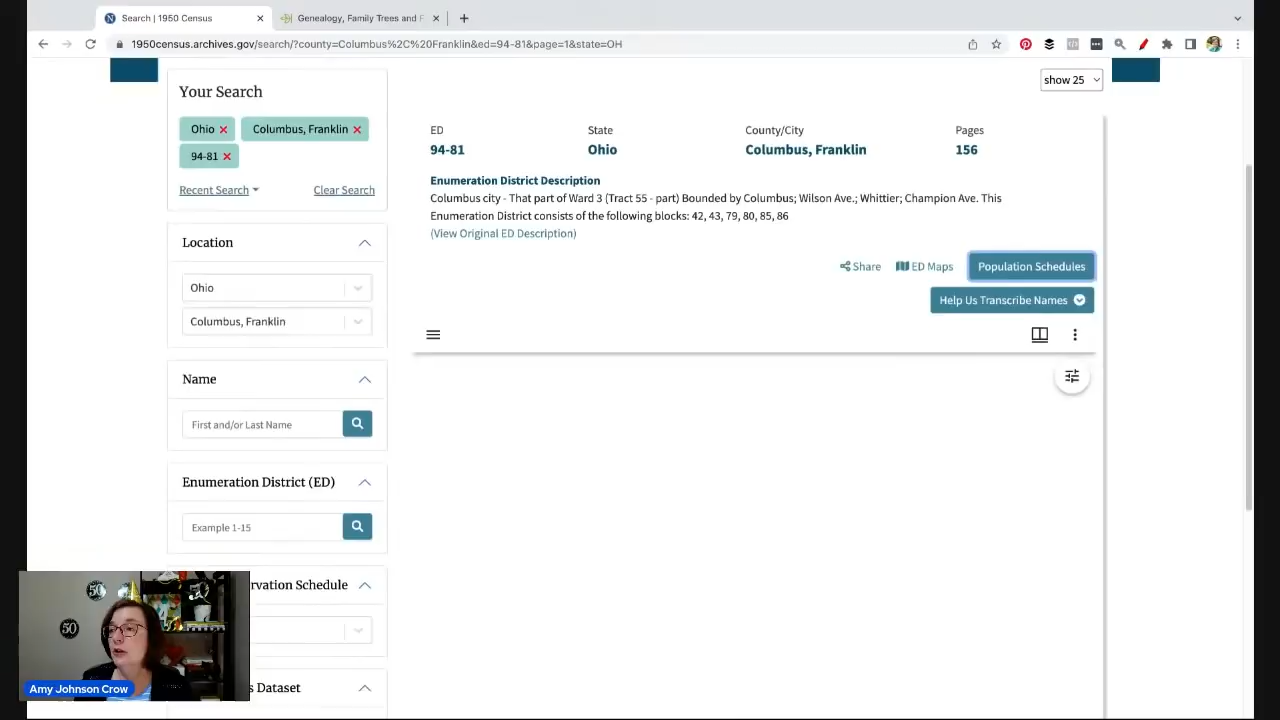 Search | 1950 Census
Genealogy, Family Trees and F
1950census.archives.gov/search/?county=Columbus%2C%20Franklin&ed=94-81&page=1&state=OH
show 25
Your Search
Ohio
Columbus, Franklin
94-81
Recent Search
Clear Search
Location
Ohio
Columbus, Franklin
Name
First and/or Last Name
Enumeration District (ED)
Example 1-15
rvation Schedule
s Dataset
ED
State
County/City
Pages
94-81
Ohio
Columbus, Franklin
156
Enumeration District Description
Columbus city - That part of Ward 3 (Tract 55 - part) Bounded by Columbus; Wilson Ave.; Whittier; Champion Ave. This
Enumeration District consists of the following blocks: 42, 43, 79, 80, 85, 86
(View Original ED Description)
Share
ED Maps
Population Schedules
Help Us Transcribe Names
50
50
50
Amy Johnson Crow